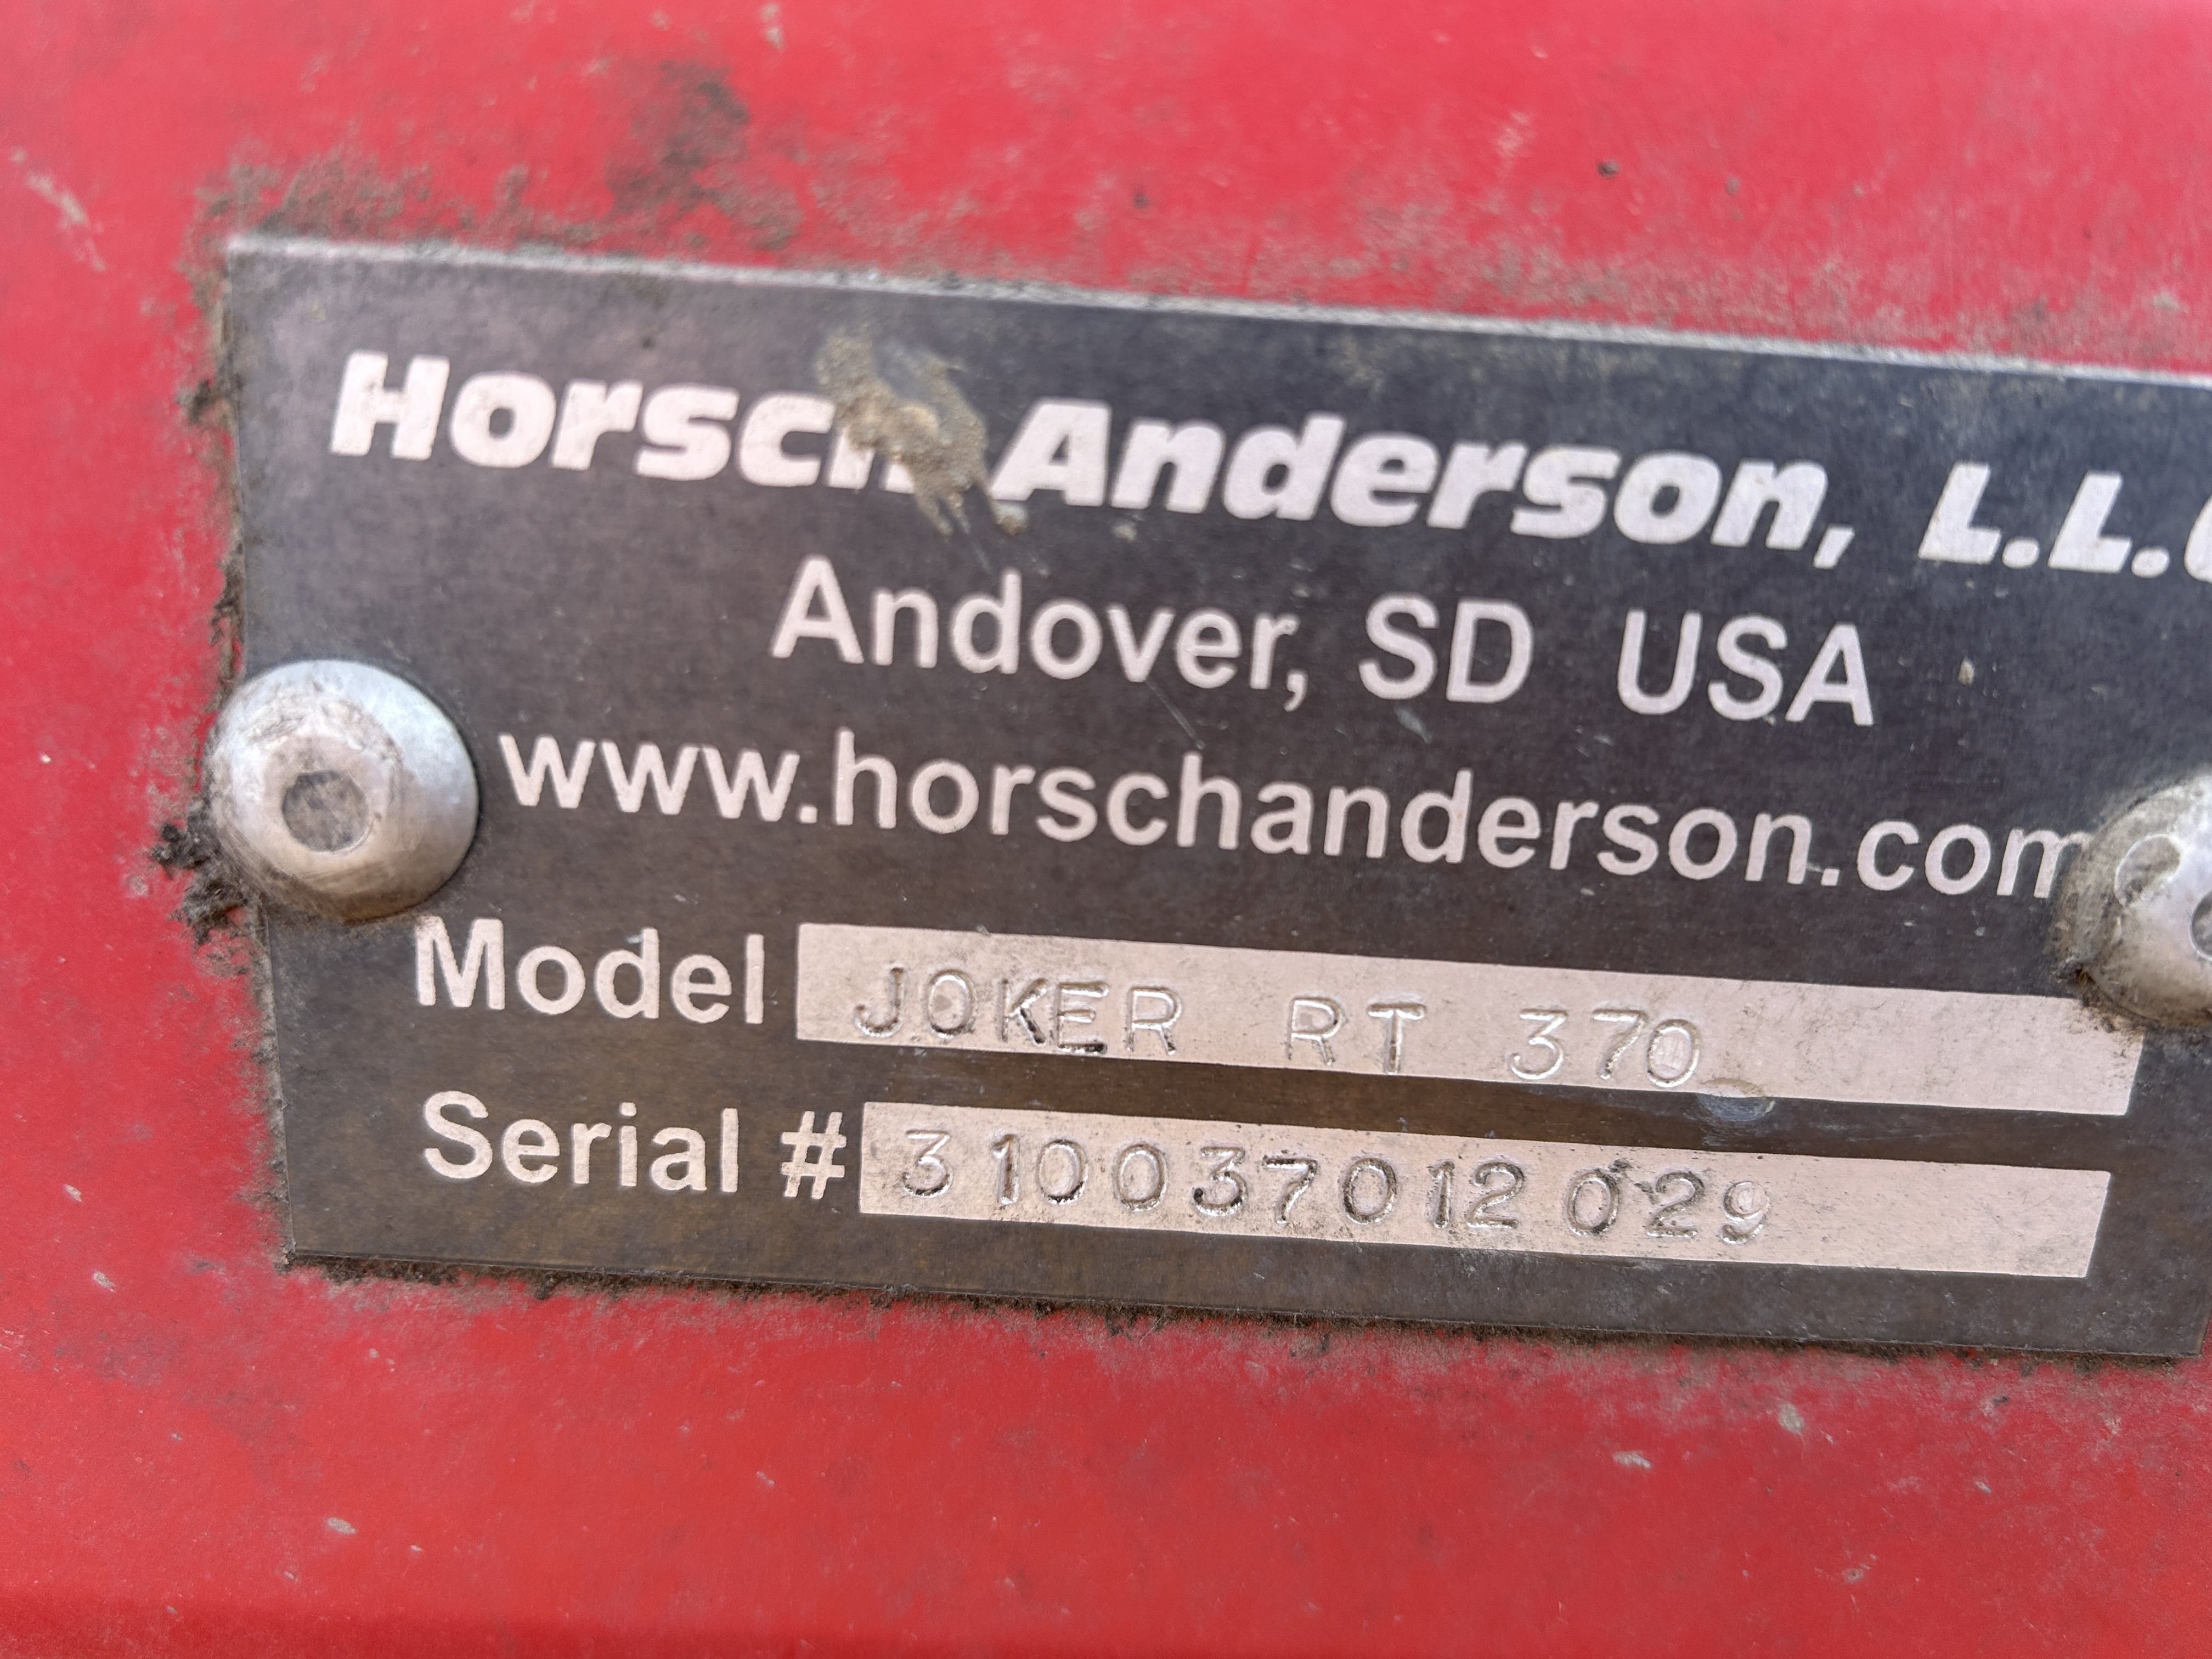 Horsch Anderson, L.L.C
Andover, SD USA
www.horschanderson.com
Model JOKER RT 370
Serial # 310037012029